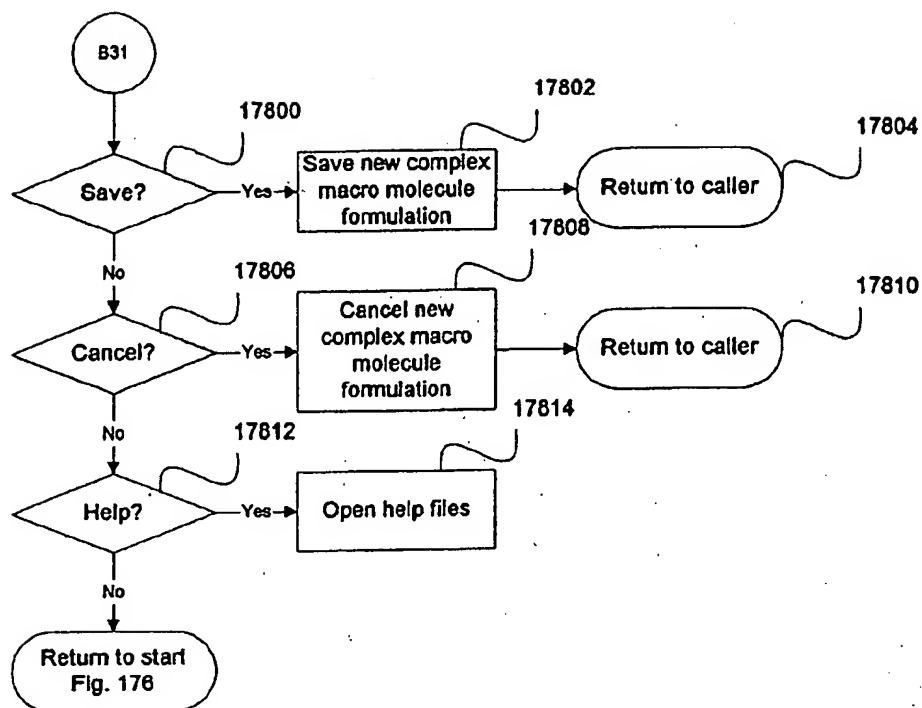 B31
17800
17802
17804
Save?
Yes
Save new complex
macro molecule
formulation
Return to caller
No
17806
17808
17810
Cancel?
Yes
Cancel new
complex macro
molecule
formulation
Return to caller
No
17812
17814
Help?
Yes
Open help files
No
Return to start
Fig. 176